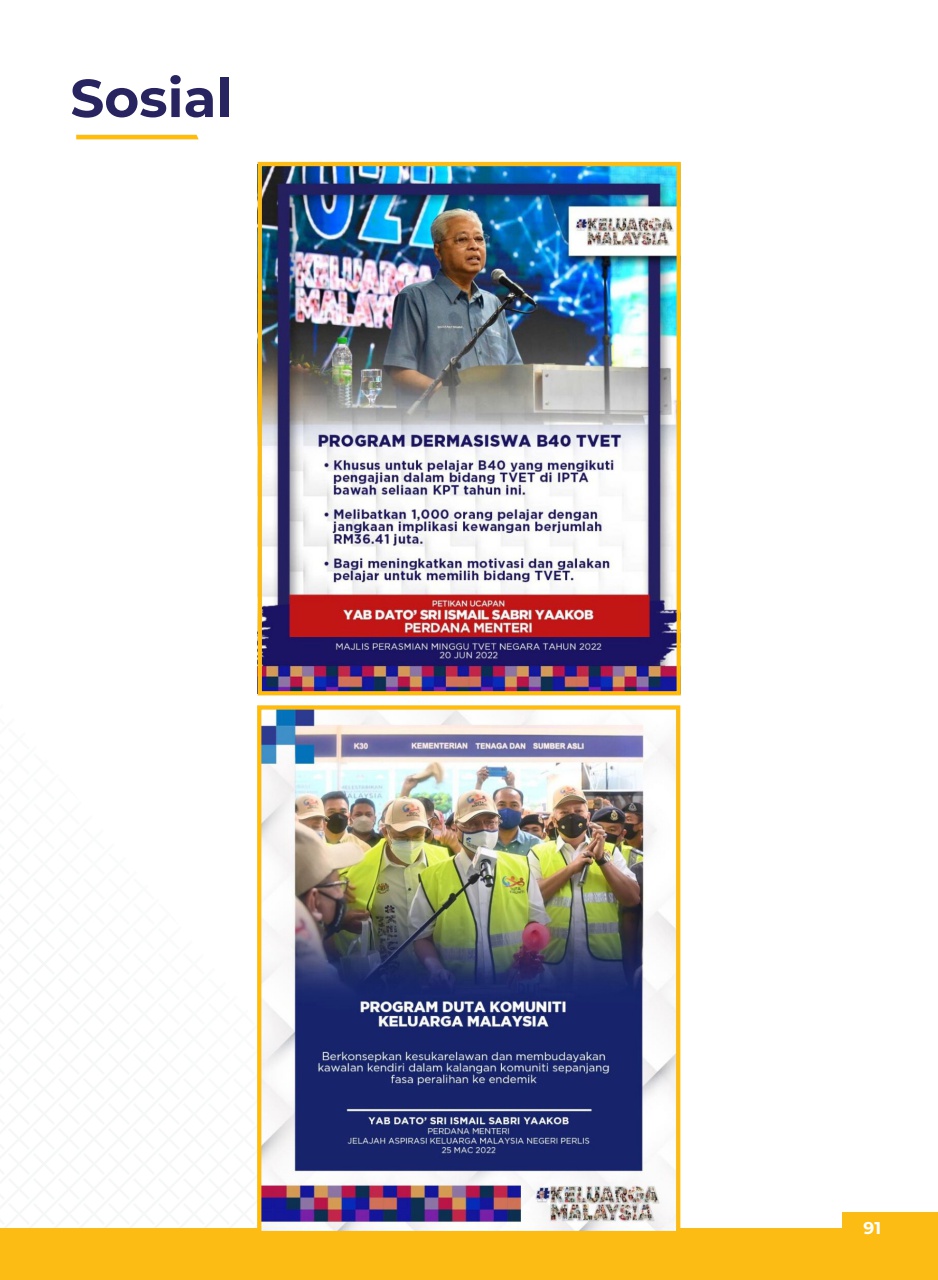 Sosial
2022
#KELUARGA
MALAYSIA
KELUARGA
MALAYS
PROGRAM DERMASISWA B40 TVET
• Khusus untuk pelajar B40 yang mengikuti
pengajian dalam bidang TVET di IPTA
bawah seliaan KPT tahun ini.
• Melibatkan 1,000 orang pelajar dengan
jangkaan implikasi kewangan berjumlah
RM36.41 juta.
• Bagi meningkatkan motivasi dan galakan
pelajar untuk memilih bidang TVET.
PETIKAN UCAPAN
YAB DATO' SRI ISMAIL SABRI YAAKOB
PERDANA MENTERI
MAJLIS PERASMIAN MINGGU TVET NEGARA TAHUN 2022
20 JUN 2022
K30 KEMENTERIAN TENAGA DAN SUMBER ASLI
PROGRAM DUTA KOMUNITI
KELUARGA MALAYSIA
Berkonsepkan kesukarelawan dan membudayakan
kawalan kendiri dalam kalangan komuniti sepanjang
fasa peralihan ke endemik
YAB DATO' SRI ISMAIL SABRI YAAKOB
PERDANA MENTERI
JELAJAH ASPIRASI KELUARGA MALAYSIA NEGERI PERLIS
25 MAC 2022
#KELUARGA
MALAYSIA
91